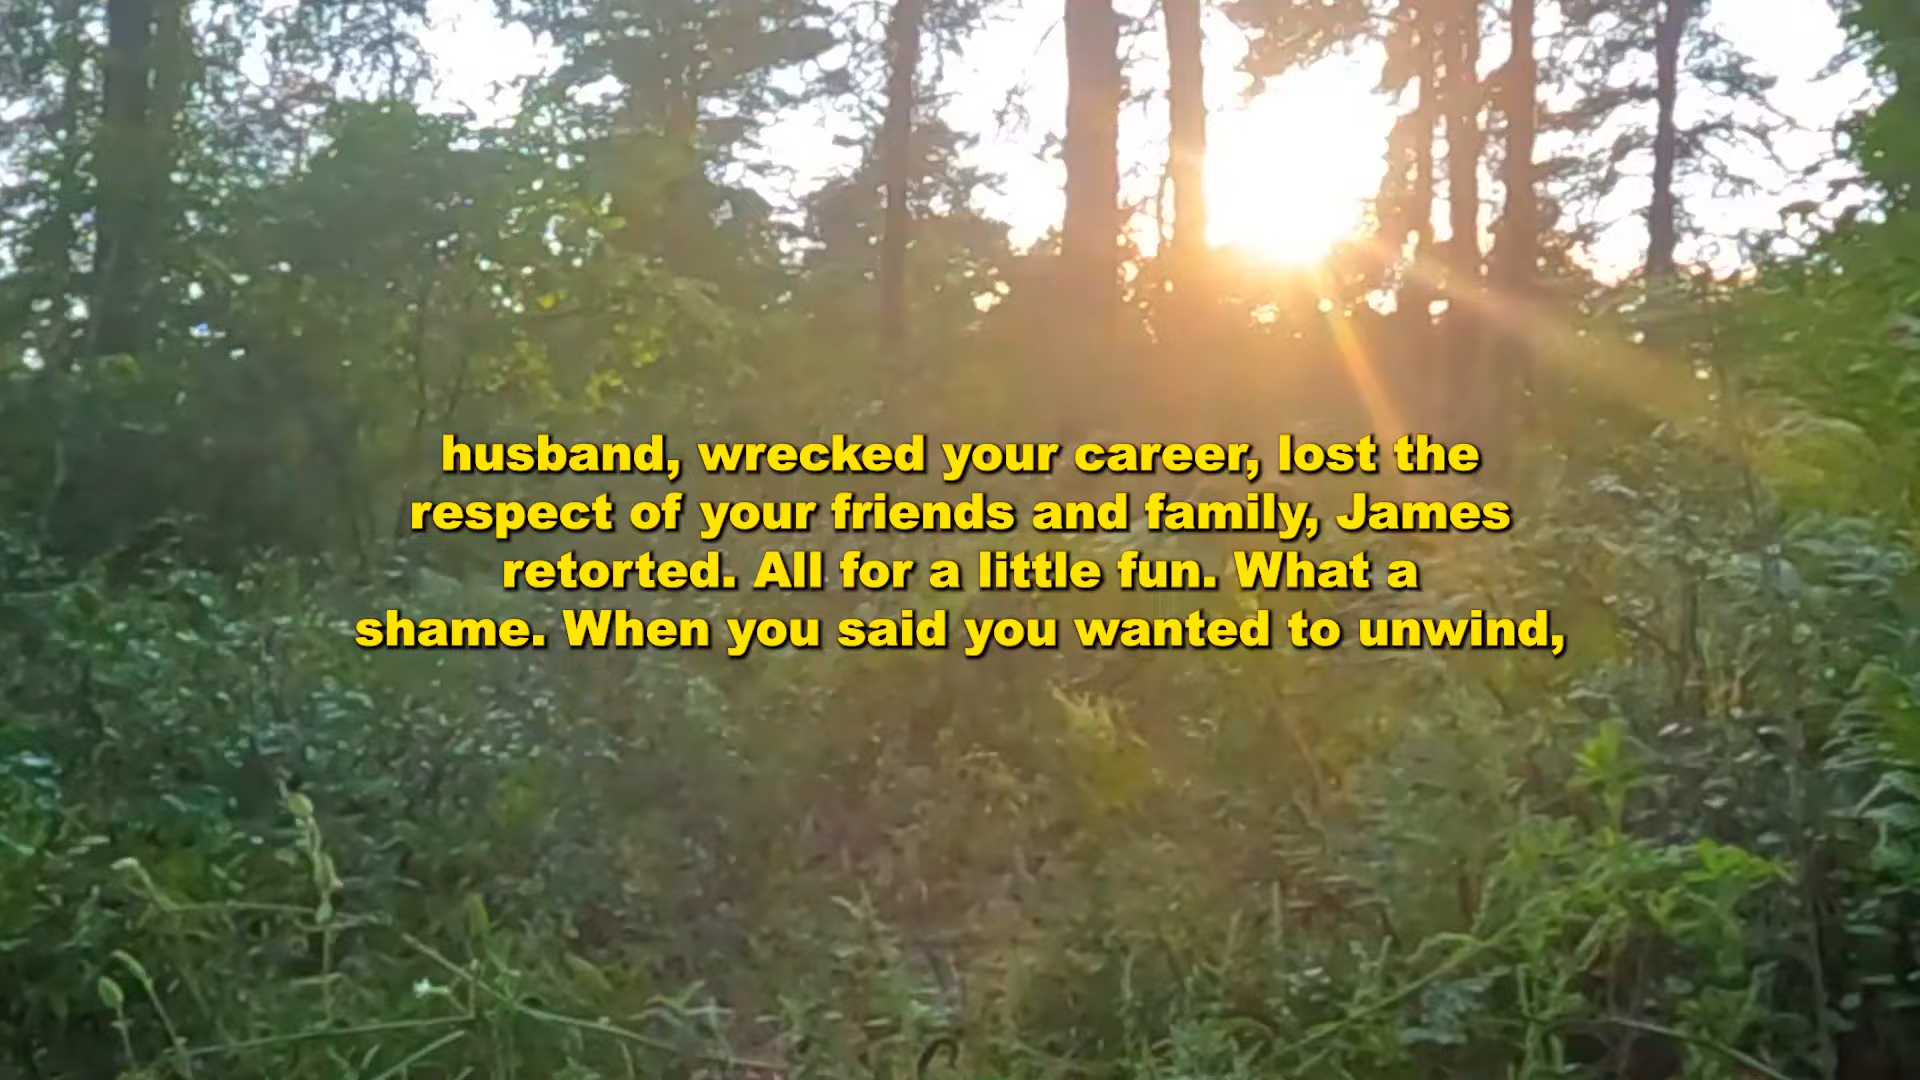 husband, wrecked your career, lost the
respect of your friends and family, James
retorted. All for a little fun. What a
shame. When you said you wanted to unwind,